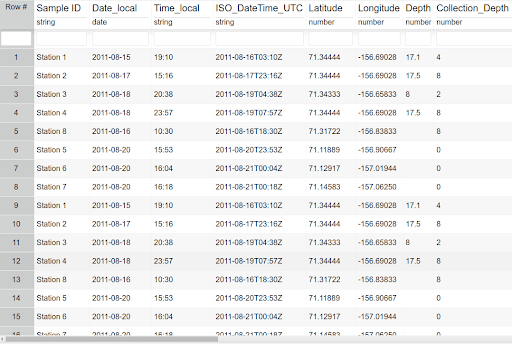 Row # Sample ID Date_local Time_local ISO_DateTime_UTC Latitude Longitude Depth Collection_Depth
string date string string number number number number
1 Station 1 2011-08-15 19:10 2011-08-16T03:10Z 71.34444 -156.69028 17.1 4
2 Station 2 2011-08-17 15:16 2011-08-17T23:16Z 71.34444 -156.69028 17.5 8
3 Station 3 2011-08-18 20:38 2011-08-19T04:38Z 71.34333 -156.65833 8 2
4 Station 4 2011-08-18 23:57 2011-08-19T07:57Z 71.34444 -156.69028 17.5 8
5 Station 8 2011-08-16 10:30 2011-08-16T18:30Z 71.31722 -156.83833 8
6 Station 5 2011-08-20 15:53 2011-08-20T23:53Z 71.11889 -156.90667 0
7 Station 6 2011-08-20 16:04 2011-08-21T00:04Z 71.12917 -157.01944 0
8 Station 7 2011-08-20 16:18 2011-08-21T00:18Z 71.14583 -157.06250 0
9 Station 1 2011-08-15 19:10 2011-08-16T03:10Z 71.34444 -156.69028 17.1 4
10 Station 2 2011-08-17 15:16 2011-08-17T23:16Z 71.34444 -156.69028 17.5 8
11 Station 3 2011-08-18 20:38 2011-08-19T04:38Z 71.34333 -156.65833 8 2
12 Station 4 2011-08-18 23:57 2011-08-19T07:57Z 71.34444 -156.69028 17.5 8
13 Station 8 2011-08-16 10:30 2011-08-16T18:30Z 71.31722 -156.83833 8
14 Station 5 2011-08-20 15:53 2011-08-20T23:53Z 71.11889 -156.90667 0
15 Station 6 2011-08-20 16:04 2011-08-21T00:04Z 71.12917 -157.01944 0
16 Station 7 2011-08-20 16:18 2011-08-21T00:18Z 71.14583 -157.06250 0